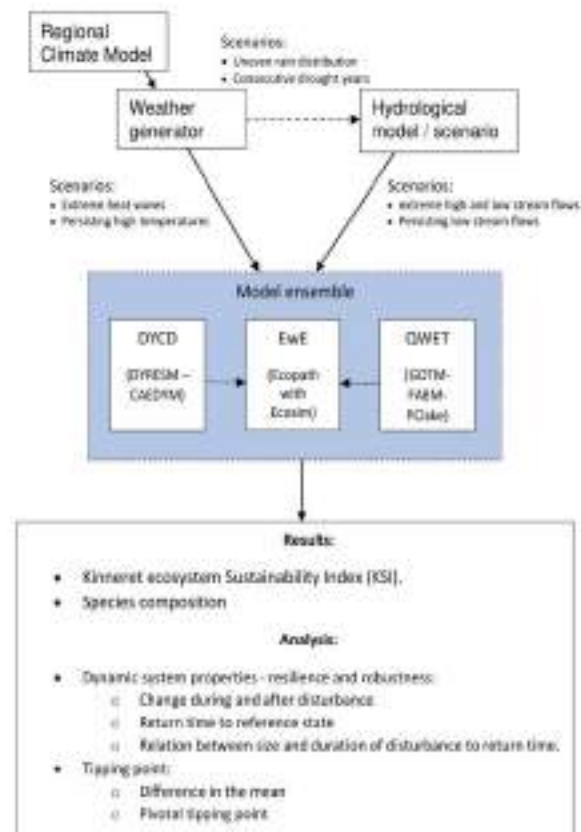 Regional
Climate Model
Scenarios:
• Uneven rain distribution
• Consecutive drought years
Weather
generator
Hydrological
model / scenario
Scenarios:
• Extreme heat waves
• Persisting high temperatures
Scenarios:
• extreme high and low stream flows
• Persisting low stream flows
Model ensemble
DYCD
(DYRESM –
CAEDYM)
EwE
(Ecopath
with
Ecosim)
QWET
(GOTM-
FABM-
PClake)
Results:
• Kinneret ecosystem Sustainability Index (KSI).
• Species composition
Analysis:
• Dynamic system properties - resilience and robustness:
o Change during and after disturbance
o Return time to reference state
o Relation between size and duration of disturbance to return time.
• Tipping point:
o Difference in the mean
o Pivotal tipping point